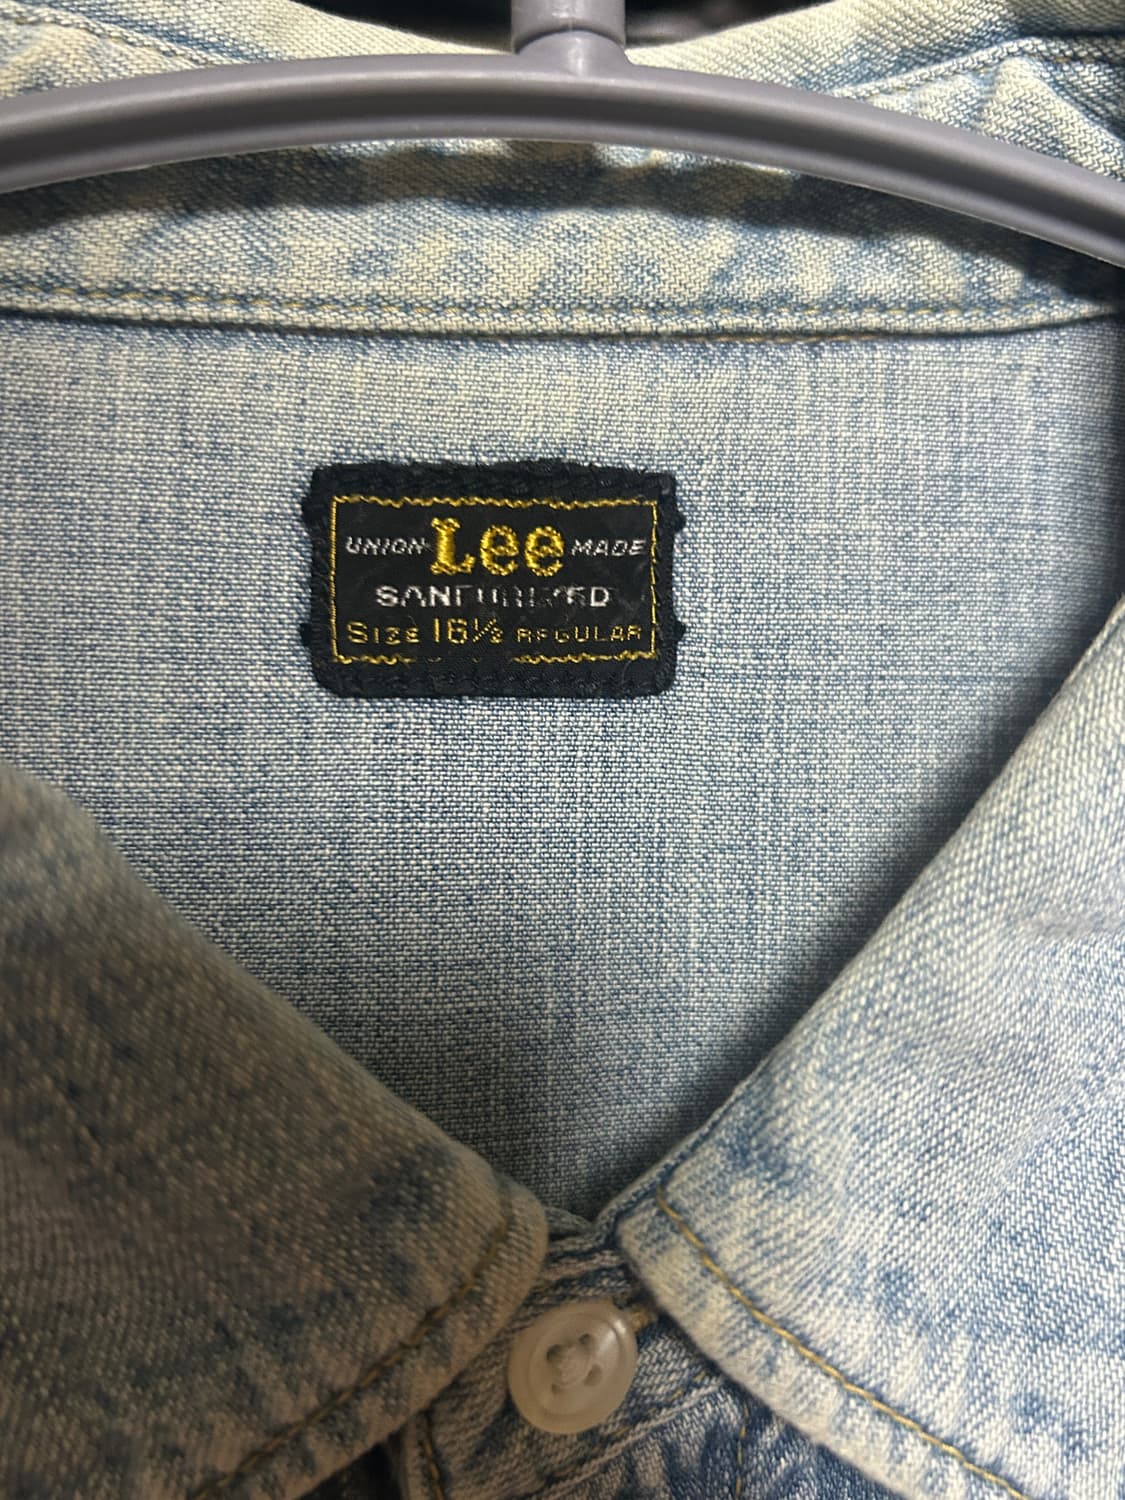 UNION Lee MADE
SANFORIZED
SIZE 16½ REGULAR